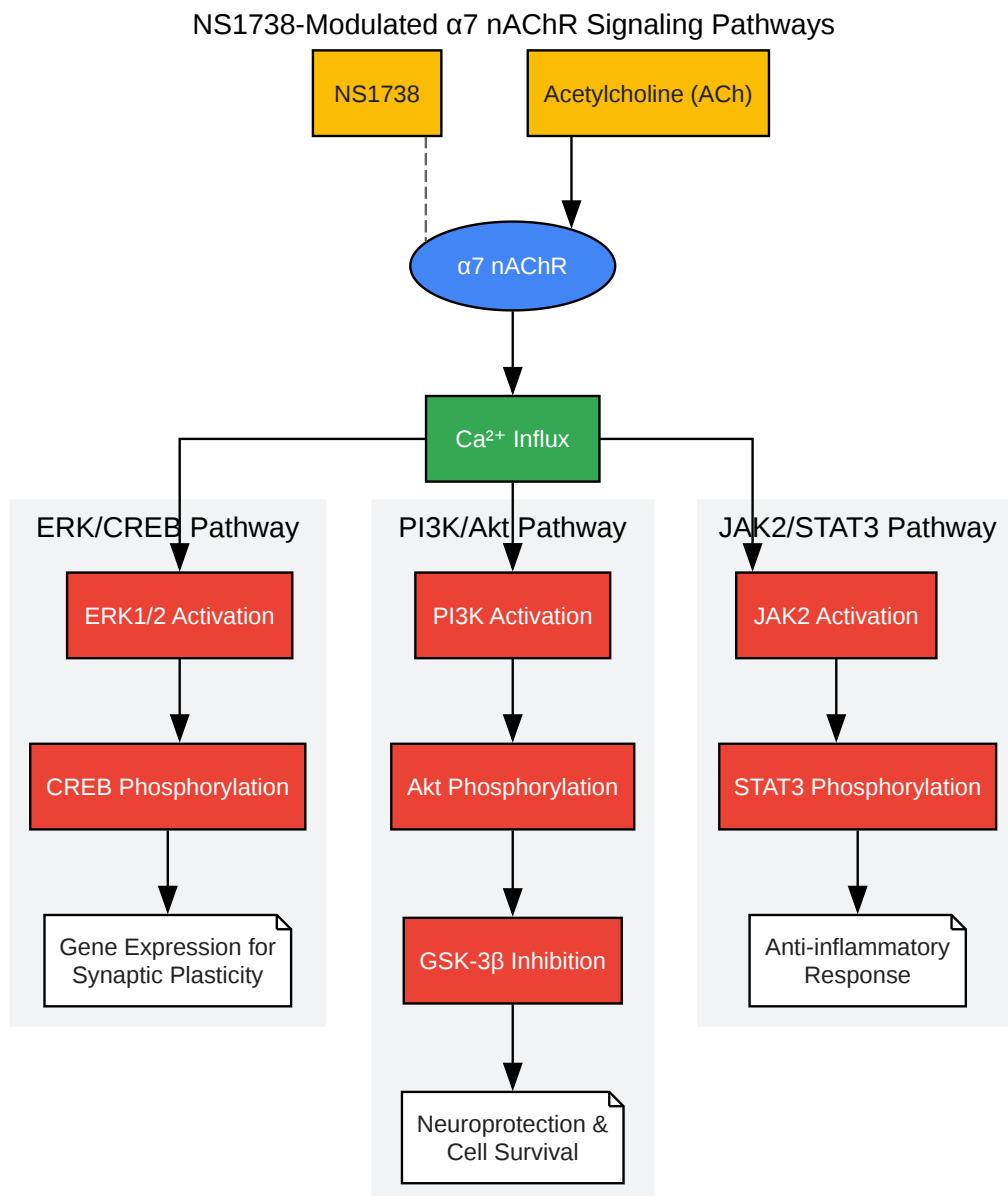 NS1738-Modulated α7 nAChR Signaling Pathways
NS1738
Acetylcholine (ACh)
α7 nAChR
Ca²⁺ Influx
ERK/CREB Pathway
ERK1/2 Activation
CREB Phosphorylation
Gene Expression for
Synaptic Plasticity
PI3K/Akt Pathway
PI3K Activation
Akt Phosphorylation
GSK-3β Inhibition
Neuroprotection &
Cell Survival
JAK2/STAT3 Pathway
JAK2 Activation
STAT3 Phosphorylation
Anti-inflammatory
Response